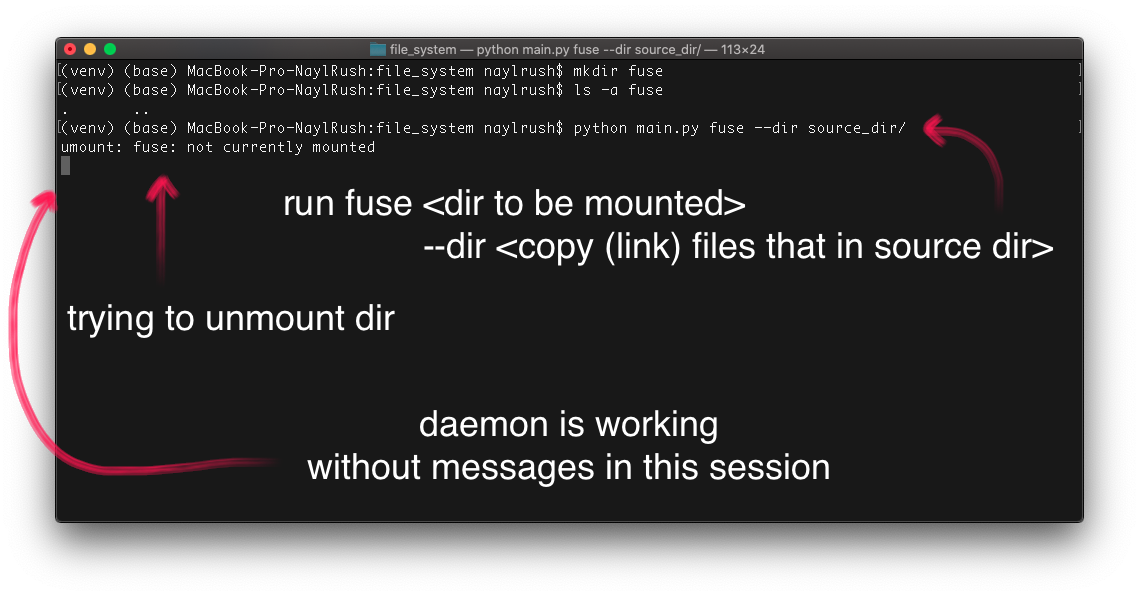 file_system — python main.py fuse --dir source_dir/ — 113×24
[(venv) (base) MacBook-Pro-NaylRush:file_system naylrush$ mkdir fuse ]
[(venv) (base) MacBook-Pro-NaylRush:file_system naylrush$ ls -a fuse ]
. ..
[(venv) (base) MacBook-Pro-NaylRush:file_system naylrush$ python main.py fuse --dir source_dir/ ]
umount: fuse: not currently mounted
run fuse <dir to be mounted>
--dir <copy (link) files that in source dir>
trying to unmount dir
daemon is working
without messages in this session